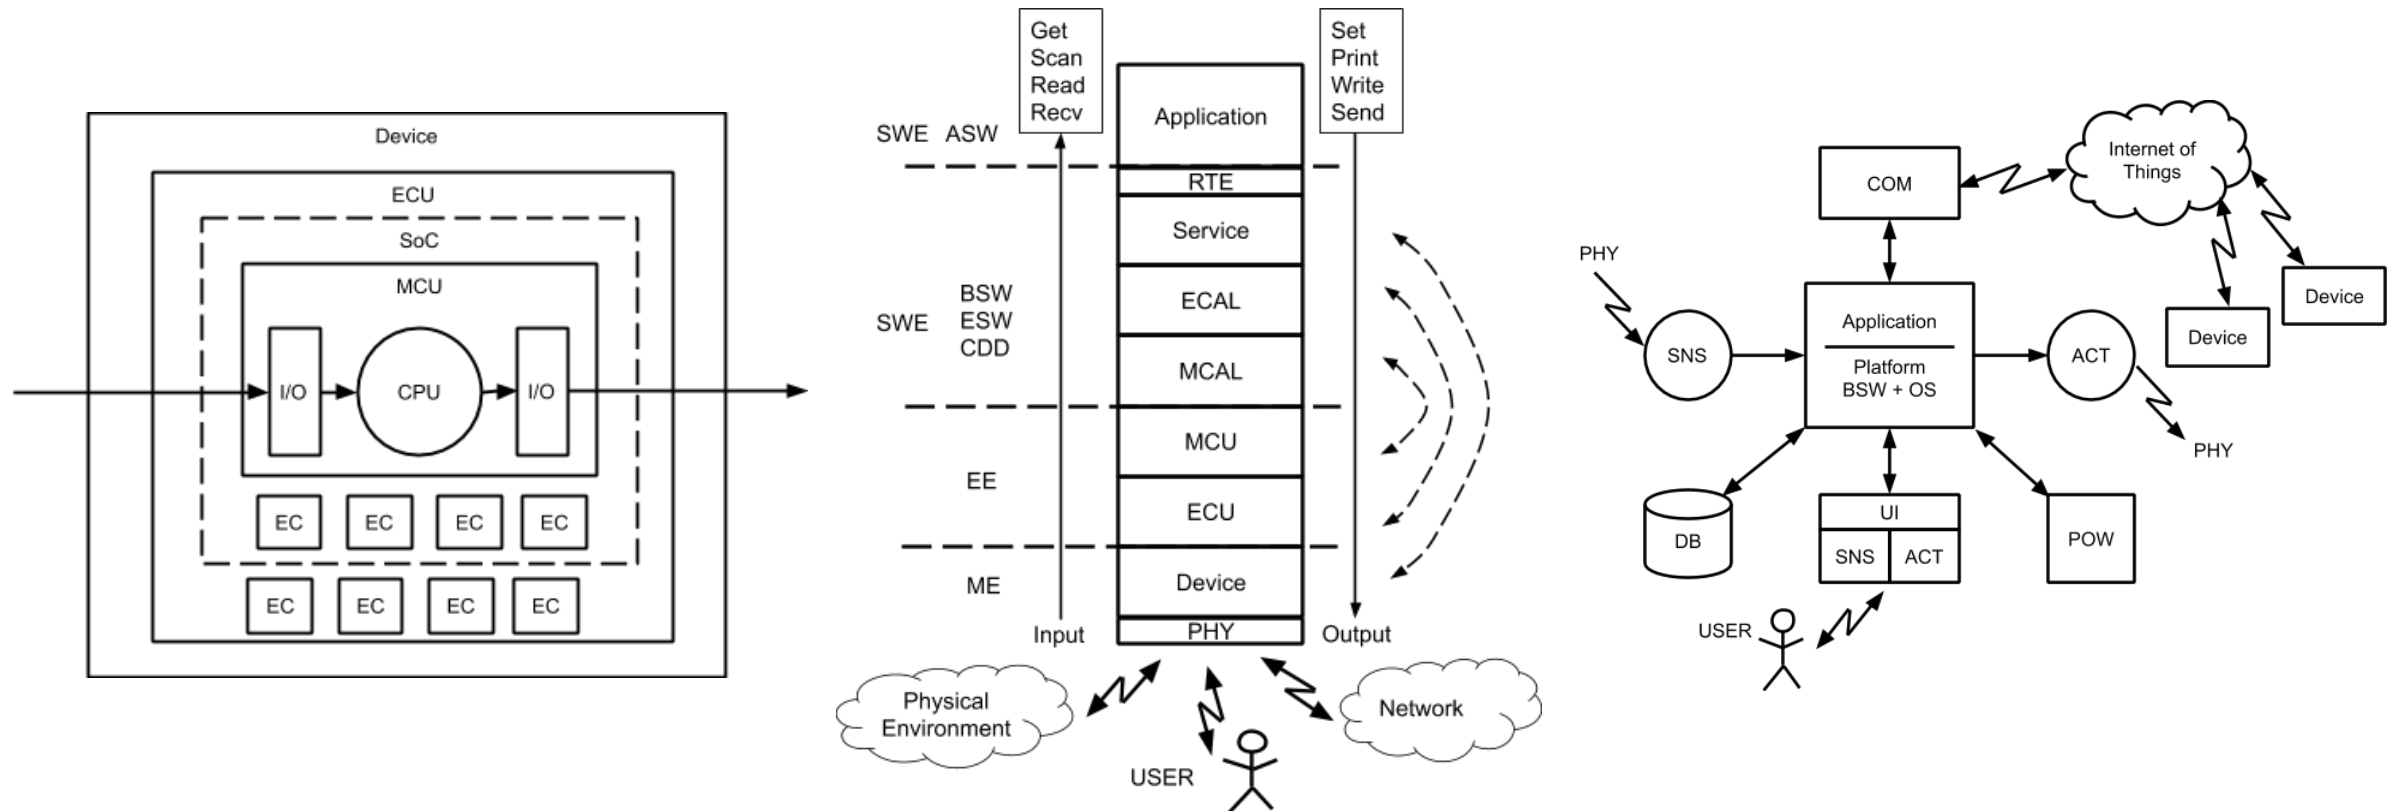 Device
ECU
SoC
MCU
I/O
CPU
I/O
EC
EC
EC
EC
EC
EC
EC
EC
Get
Scan
Read
Recv
Set
Print
Write
Send
SWE
ASW
Application
RTE
Service
SWE
BSW
ESW
CDD
ECAL
MCAL
EE
MCU
ECU
ME
Device
Input
PHY
Output
Physical
Environment
USER
Network
COM
Internet of
Things
Device
Device
PHY
SNS
Application
Platform
BSW + OS
ACT
PHY
DB
UI
SNS
ACT
POW
USER